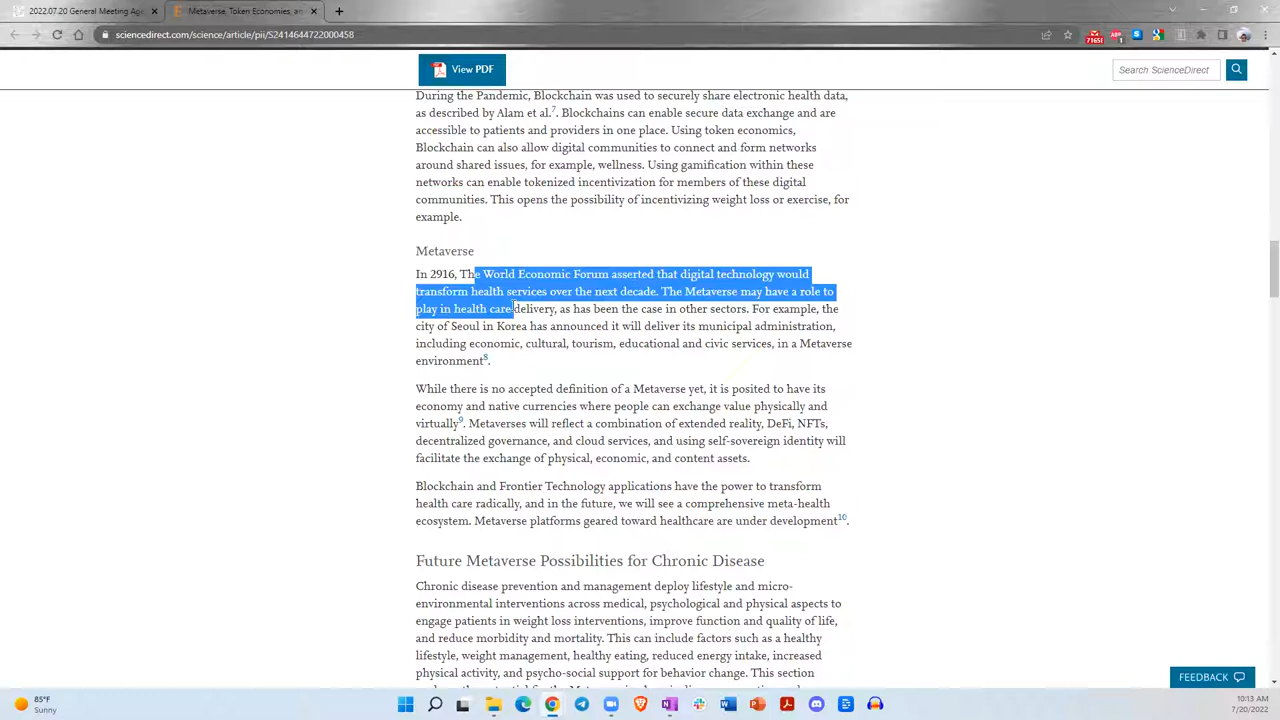 2022.07.20 General Meeting Age
Metaverse, Token Economies, an
sciencedirect.com/science/article/pii/S2414644722000458
View PDF
Search ScienceDirect
During the Pandemic, Blockchain was used to securely share electronic health data,
as described by Alam et al.7. Blockchains can enable secure data exchange and are
accessible to patients and providers in one place. Using token economics,
Blockchain can also allow digital communities to connect and form networks
around shared issues, for example, wellness. Using gamification within these
networks can enable tokenized incentivization for members of these digital
communities. This opens the possibility of incentivizing weight loss or exercise, for
example.
Metaverse
In 2916, The World Economic Forum asserted that digital technology would
transform health services over the next decade. The Metaverse may have a role to
play in health care delivery, as has been the case in other sectors. For example, the
city of Seoul in Korea has announced it will deliver its municipal administration,
including economic, cultural, tourism, educational and civic services, in a Metaverse
environment8.
While there is no accepted definition of a Metaverse yet, it is posited to have its
economy and native currencies where people can exchange value physically and
virtually9. Metaverses will reflect a combination of extended reality, DeFi, NFTs,
decentralized governance, and cloud services, and using self-sovereign identity will
facilitate the exchange of physical, economic, and content assets.
Blockchain and Frontier Technology applications have the power to transform
health care radically, and in the future, we will see a comprehensive meta-health
ecosystem. Metaverse platforms geared toward healthcare are under development10.
Future Metaverse Possibilities for Chronic Disease
Chronic disease prevention and management deploy lifestyle and micro-
environmental interventions across medical, psychological and physical aspects to
engage patients in weight loss interventions, improve function and quality of life,
and reduce morbidity and mortality. This can include factors such as a healthy
lifestyle, weight management, healthy eating, reduced energy intake, increased
physical activity, and psycho-social support for behavior change. This section
FEEDBACK
85°F
Sunny
10:13 AM
7/20/2022